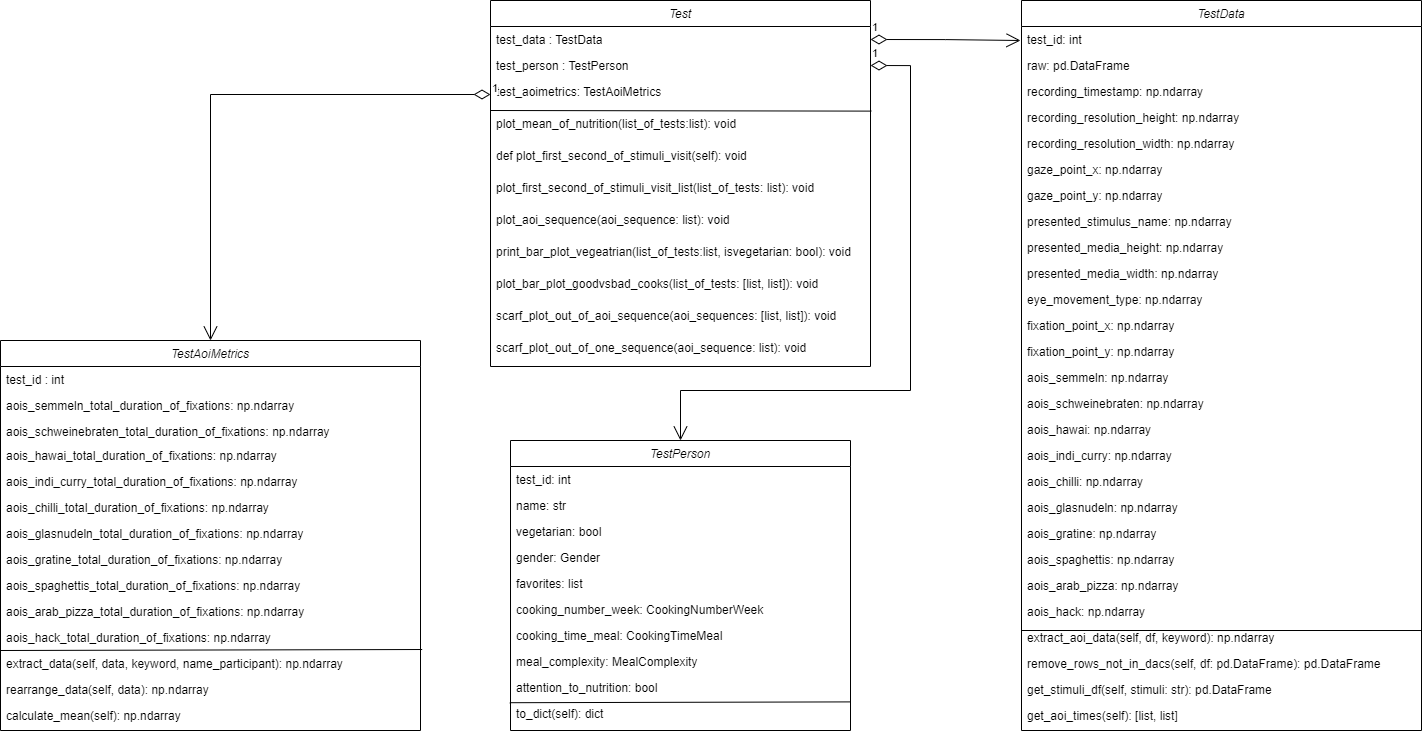 Test
test_data : TestData
test_person : TestPerson
test_aoimetrics: TestAoiMetrics
plot_mean_of_nutrition(list_of_tests:list): void
def plot_first_second_of_stimuli_visit(self): void
plot_first_second_of_stimuli_visit_list(list_of_tests: list): void
plot_aoi_sequence(aoi_sequence: list): void
print_bar_plot_vegeatrian(list_of_tests:list, isvegetarian: bool): void
plot_bar_plot_goodvsbad_cooks(list_of_tests: [list, list]): void
scarf_plot_out_of_aoi_sequence(aoi_sequences: [list, list]): void
scarf_plot_out_of_one_sequence(aoi_sequence: list): void
1
1
1
TestData
test_id: int
raw: pd.DataFrame
recording_timestamp: np.ndarray
recording_resolution_height: np.ndarray
recording_resolution_width: np.ndarray
gaze_point_x: np.ndarray
gaze_point_y: np.ndarray
presented_stimulus_name: np.ndarray
presented_media_height: np.ndarray
presented_media_width: np.ndarray
eye_movement_type: np.ndarray
fixation_point_x: np.ndarray
fixation_point_y: np.ndarray
aois_semmeln: np.ndarray
aois_schweinebraten: np.ndarray
aois_hawai: np.ndarray
aois_indi_curry: np.ndarray
aois_chilli: np.ndarray
aois_glasnudeln: np.ndarray
aois_gratine: np.ndarray
aois_spaghettis: np.ndarray
aois_arab_pizza: np.ndarray
aois_hack: np.ndarray
extract_aoi_data(self, df, keyword): np.ndarray
remove_rows_not_in_dacs(self, df: pd.DataFrame): pd.DataFrame
get_stimuli_df(self, stimuli: str): pd.DataFrame
get_aoi_times(self): [list, list]
TestAoiMetrics
test_id : int
aois_semmeln_total_duration_of_fixations: np.ndarray
aois_schweinebraten_total_duration_of_fixations: np.ndarray
aois_hawai_total_duration_of_fixations: np.ndarray
aois_indi_curry_total_duration_of_fixations: np.ndarray
aois_chilli_total_duration_of_fixations: np.ndarray
aois_glasnudeln_total_duration_of_fixations: np.ndarray
aois_gratine_total_duration_of_fixations: np.ndarray
aois_spaghettis_total_duration_of_fixations: np.ndarray
aois_arab_pizza_total_duration_of_fixations: np.ndarray
aois_hack_total_duration_of_fixations: np.ndarray
extract_data(self, data, keyword, name_participant): np.ndarray
rearrange_data(self, data): np.ndarray
calculate_mean(self): np.ndarray
TestPerson
test_id: int
name: str
vegetarian: bool
gender: Gender
favorites: list
cooking_number_week: CookingNumberWeek
cooking_time_meal: CookingTimeMeal
meal_complexity: MealComplexity
attention_to_nutrition: bool
to_dict(self): dict